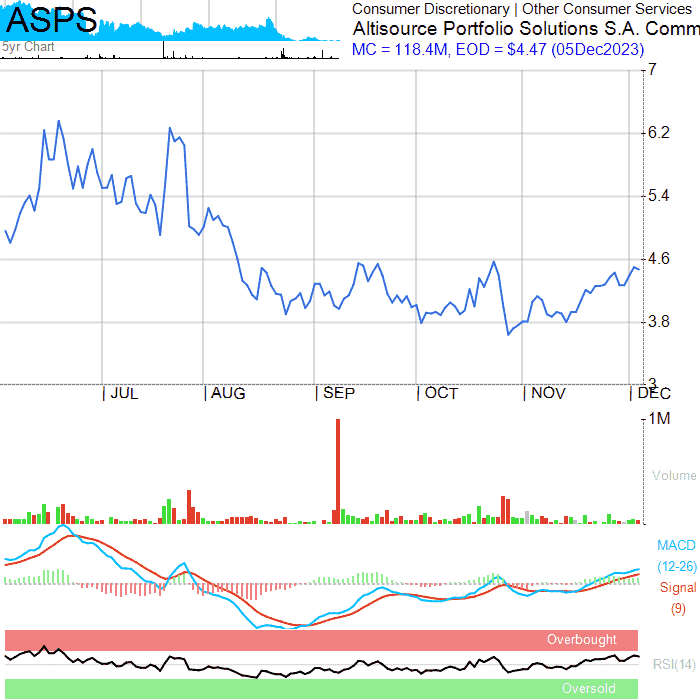 ASPS
5yr Chart
Consumer Discretionary | Other Consumer Services
Altisource Portfolio Solutions S.A. Comm
MC = 118.4M, EOD = $4.47 (05Dec2023)
7
6.2
5.4
4.6
3.8
3
| JUL | AUG | SEP | OCT | NOV | DEC
1M
Volume
MACD
(12-26)
Signal
(9)
Overbought
RSI(14)
Oversold